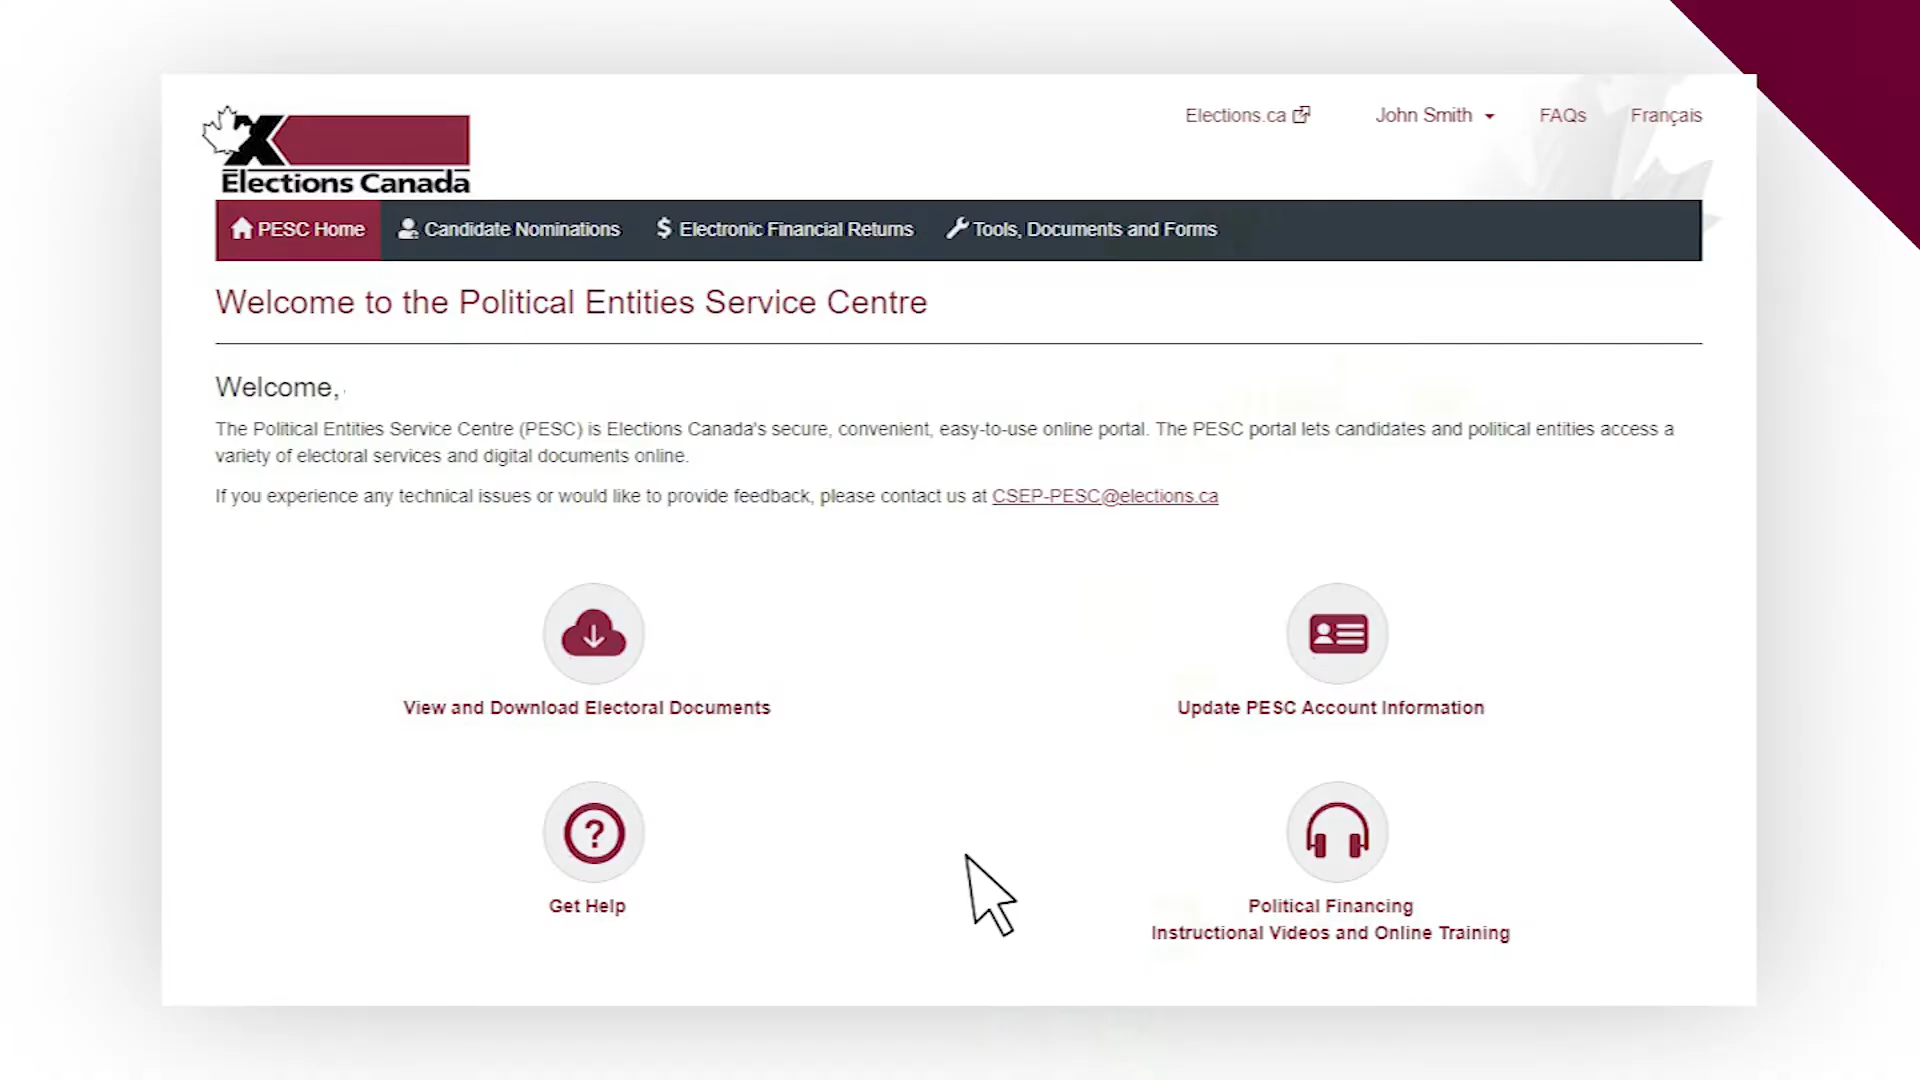 Elections Canada
Elections.ca
John Smith
FAQs
Français
PESC Home
Candidate Nominations
Electronic Financial Returns
Tools, Documents and Forms
Welcome to the Political Entities Service Centre
Welcome,
The Political Entities Service Centre (PESC) is Elections Canada's secure, convenient, easy-to-use online portal. The PESC portal lets candidates and political entities access a
variety of electoral services and digital documents online.
If you experience any technical issues or would like to provide feedback, please contact us at CSEP-PESC@elections.ca
View and Download Electoral Documents
Update PESC Account Information
Get Help
Political Financing
Instructional Videos and Online Training